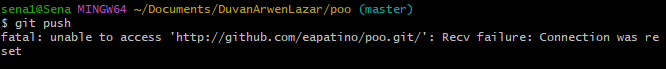 sena1@Sena MINGW64 ~/Documents/DuvanArwenLazar/poo (master)
$ git push
fatal: unable to access 'http://github.com/eapatino/poo.git/': Recv failure: Connection was re
set